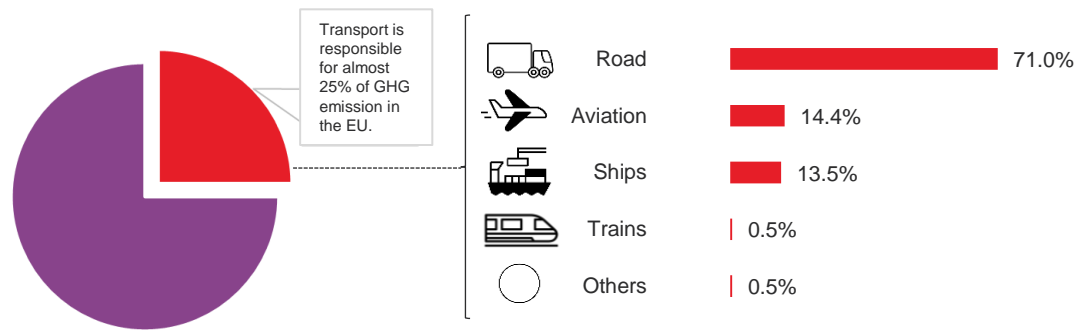 Transport is
responsible
for almost
25% of GHG
emission in
the EU.
Road 71.0%
Aviation 14.4%
Ships 13.5%
Trains 0.5%
Others 0.5%